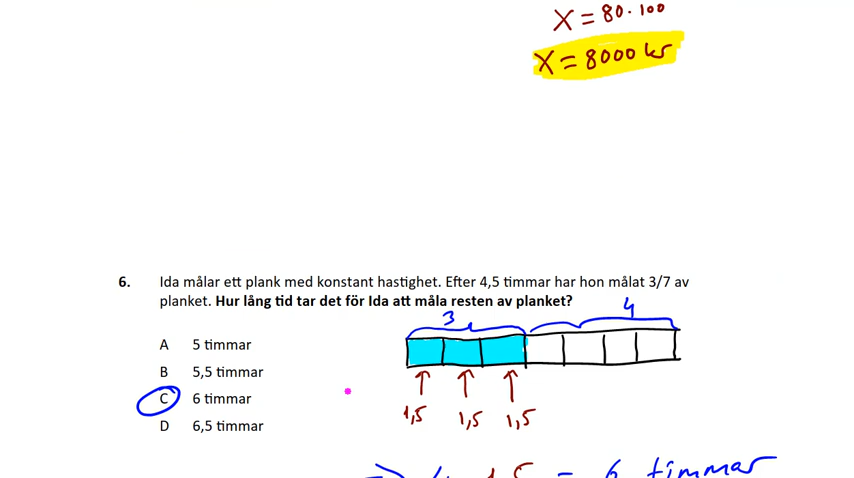 X = 80 · 100
X = 8000 kr
6. Ida målar ett plank med konstant hastighet. Efter 4,5 timmar har hon målat 3/7 av
planket. Hur lång tid tar det för Ida att måla resten av planket?
3 4
A 5 timmar
B 5,5 timmar
C 6 timmar
D 6,5 timmar
1,5 1,5 1,5
= 6 timmar